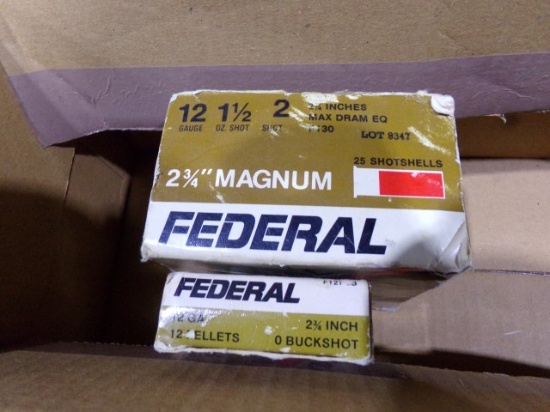 12 1½ 2 2¾ INCHES
GAUGE OZ. SHOT SHOT MAX DRAM EQ
LOT 9347
25 SHOTSHELLS
2¾" MAGNUM
FEDERAL
FEDERAL
12 GA
2¾ INCH
0 BUCKSHOT